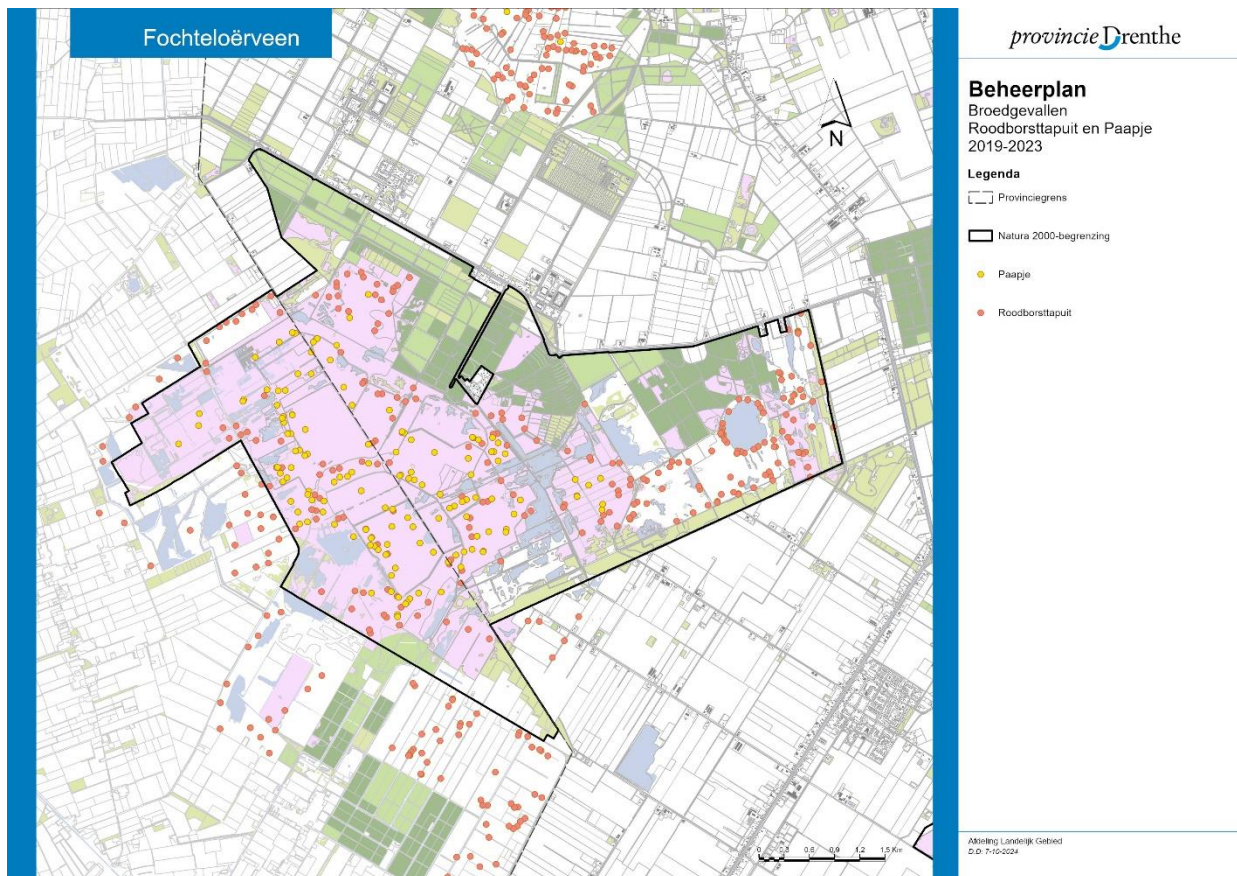 Fochteloërveen
provincie Drenthe
Beheerplan
Broedgevallen
Roodborsttapuit en Paapje
2019-2023
Legenda
Provinciegrens
Natura 2000-begrenzing
Paapje
Roodborsttapuit
N
0 0,3 0,6 0,9 1,2 1,5 Km
Afdeling Landelijk Gebied
D.D: 7-10-2024